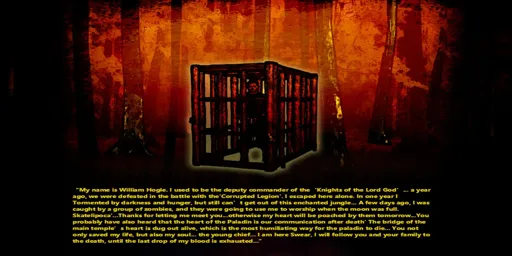 "My name is William Hogle, I used to be the deputy commander of the 'Knights of the Lord God' ... a year
ago, we were defeated in the battle with the'Corrupted Legion'. I escaped here alone. In one year I
Tormented by darkness and hunger, but still can't get out of this enchanted jungle... A few days ago, I was
caught by a group of zombies, and they were going to use me to worship when the moon was full.
Skatelipoca'...Thanks for letting me meet you...otherwise my heart will be poached by them tomorrow...You
probably have also heard that the heart of the Paladin is our communication after death' The bridge of the
main temple' s heart is dug out alive, which is the most humiliating way for the paladin to die... You not
only saved my life, but also my soul... the young chief... I am here Swear, I will follow you and your family to
the death, until the last drop of my blood is exhausted..."